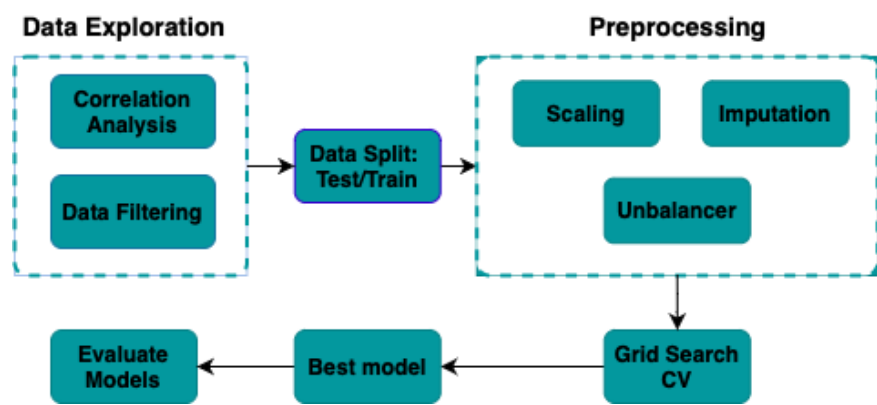 Data Exploration
Preprocessing
Correlation
Analysis
Data Filtering
Data Split:
Test/Train
Scaling
Imputation
Unbalancer
Evaluate
Models
Best model
Grid Search
CV